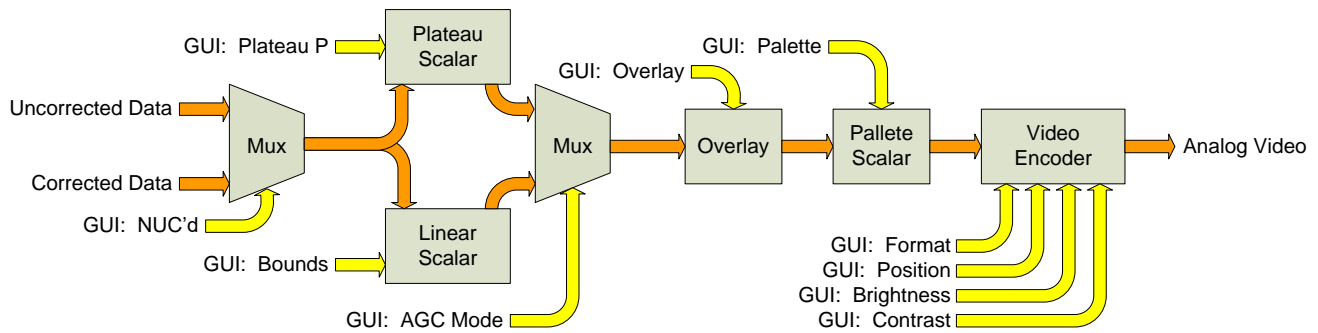 GUI: Plateau P
Plateau
Scalar
GUI: Palette
GUI: Overlay
Uncorrected Data
Corrected Data
Mux
GUI: NUC'd
Mux
Overlay
Pallete
Scalar
Video
Encoder
Analog Video
GUI: Bounds
Linear
Scalar
GUI: AGC Mode
GUI: Format
GUI: Position
GUI: Brightness
GUI: Contrast